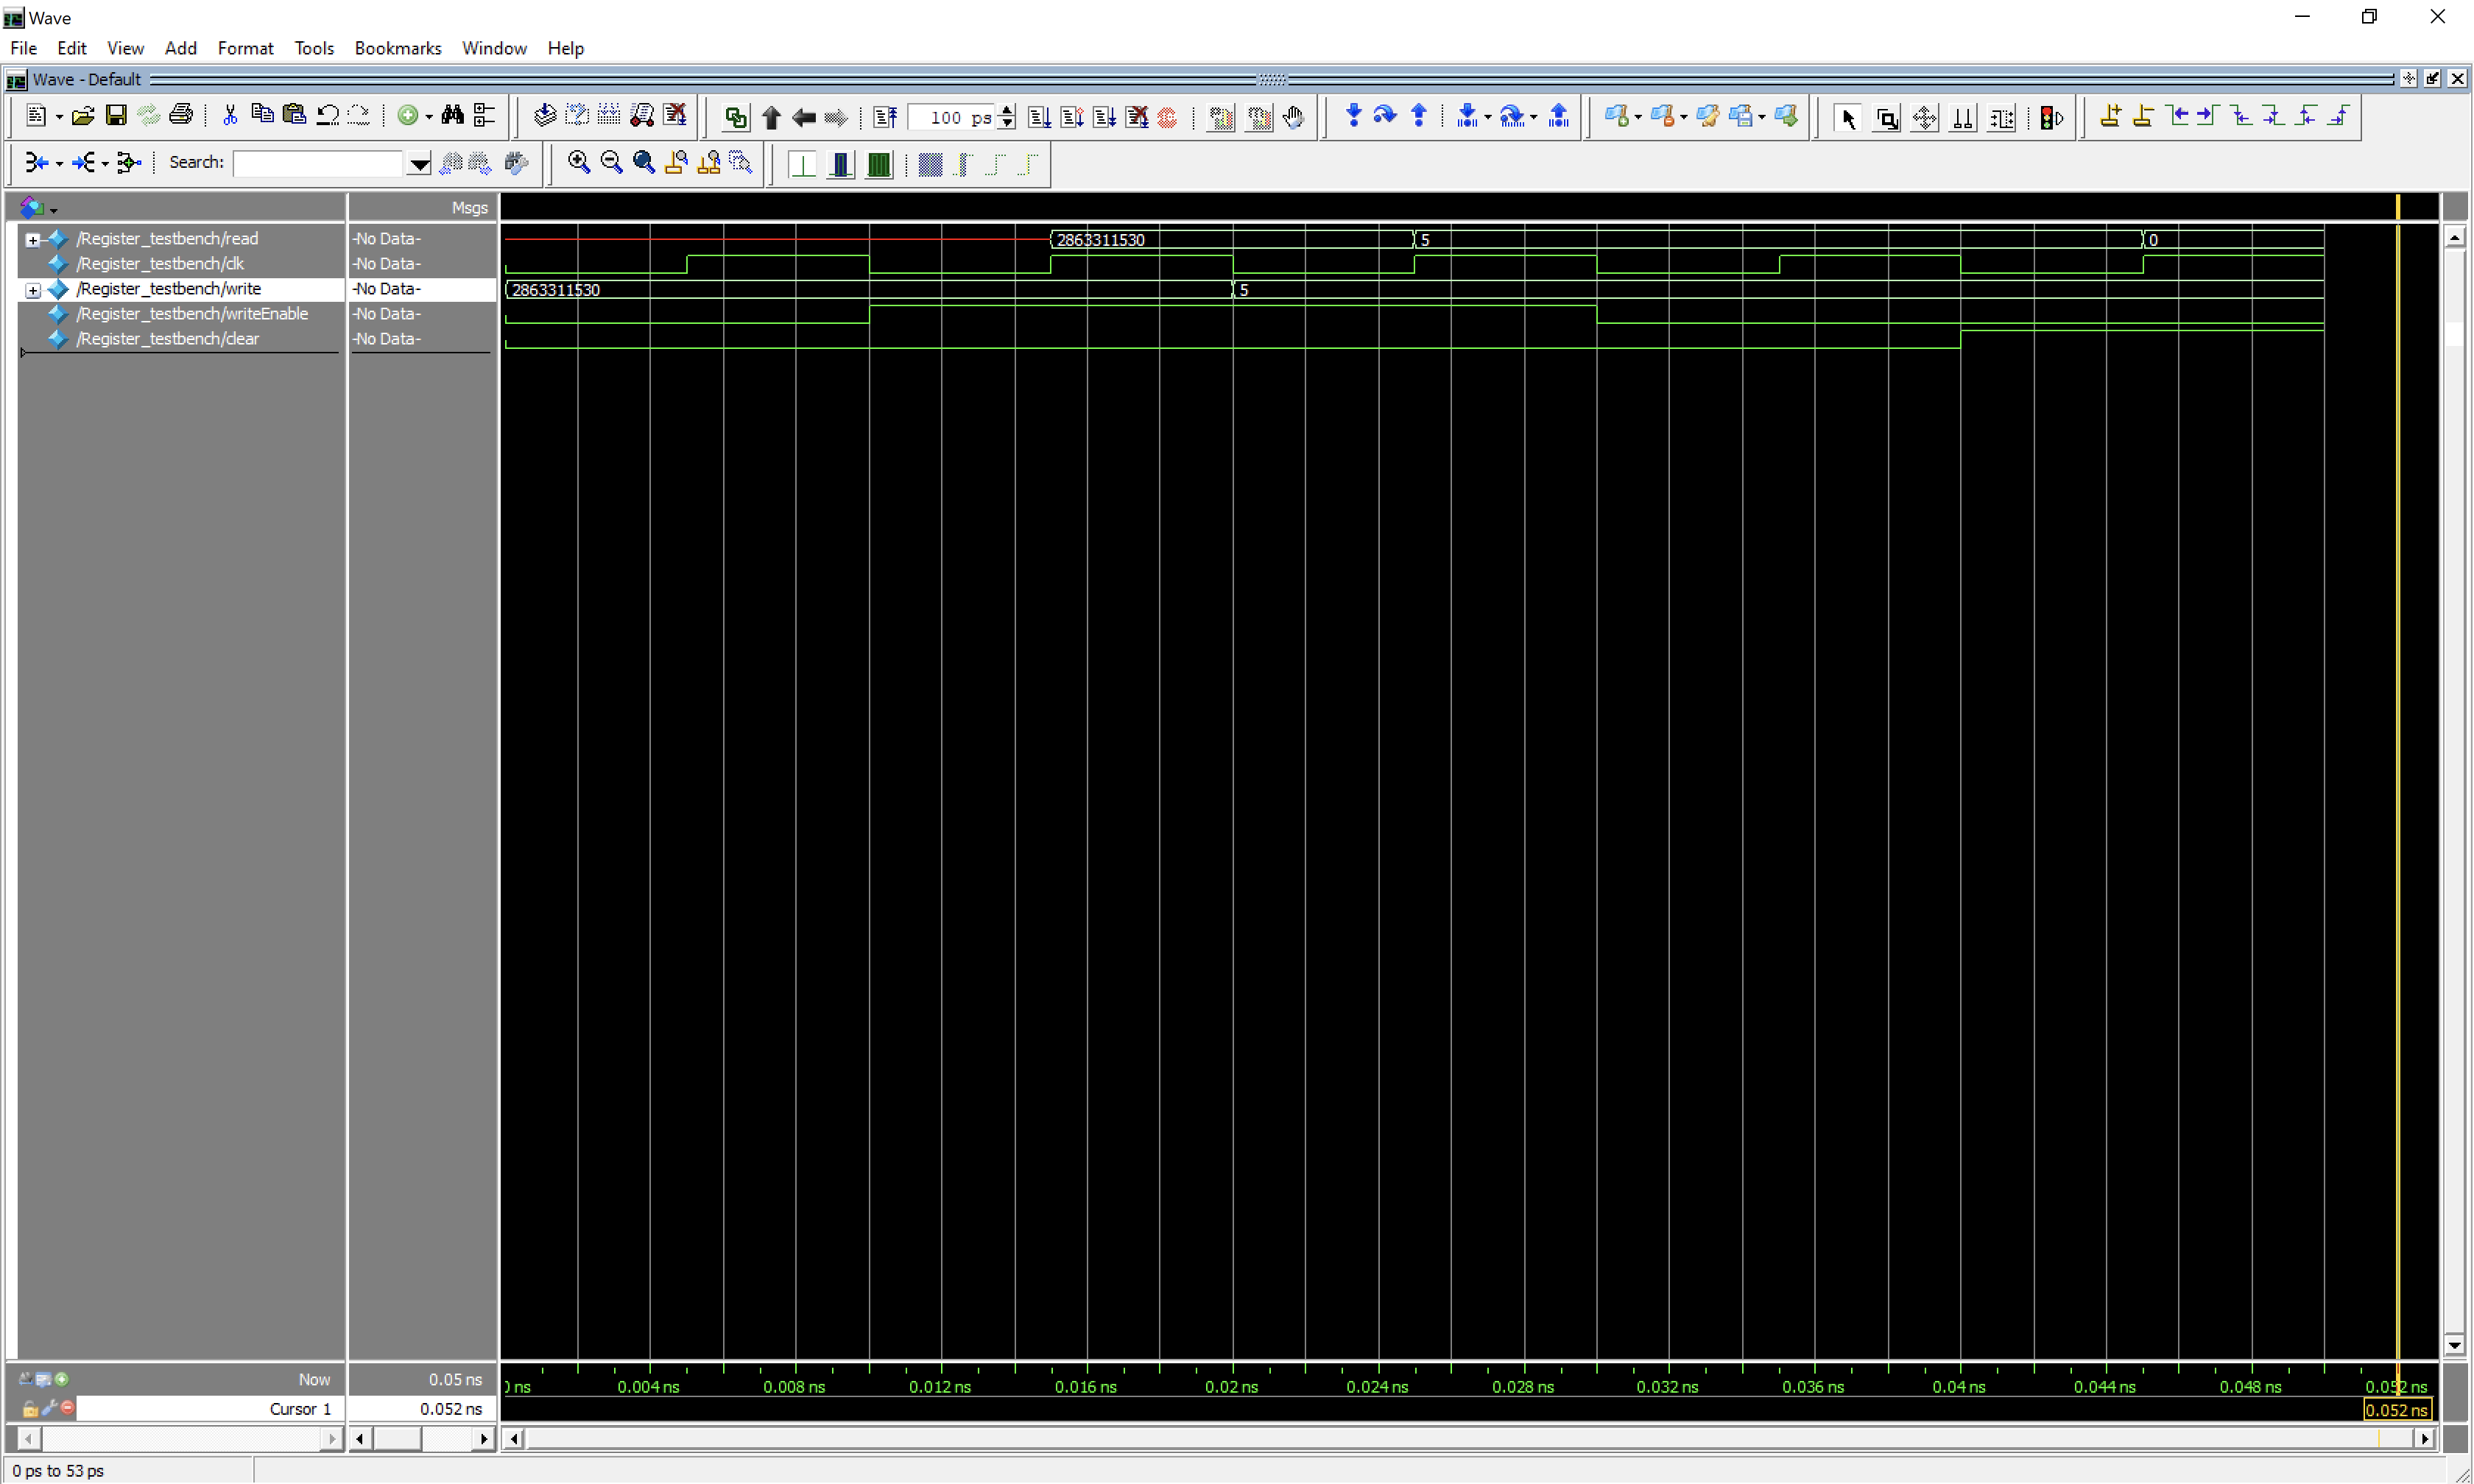 Wave
File Edit View Add Format Tools Bookmarks Window Help
Wave - Default
100 ps
Search:
Msgs
/Register_testbench/read -No Data- 2863311530 5 0
/Register_testbench/clk -No Data-
/Register_testbench/write -No Data- 2863311530 5
/Register_testbench/writeEnable -No Data-
/Register_testbench/clear -No Data-
Now 0.05 ns ns 0.004 ns 0.008 ns 0.012 ns 0.016 ns 0.02 ns 0.024 ns 0.028 ns 0.032 ns 0.036 ns 0.04 ns 0.044 ns 0.048 ns 0.052 ns
Cursor 1 0.052 ns 0.052 ns
0 ps to 53 ps